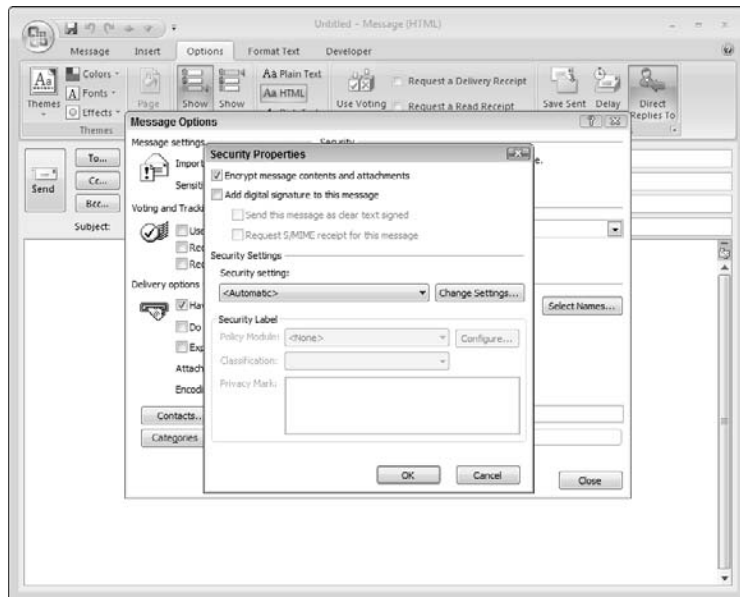 Untitled - Message (HTML)
Message Insert Options Format Text Developer
Colors
Aa Plain Text
Request a Delivery Receipt
Fonts
Aa HTML
Themes
Page
Show
Show
Use Voting
Request a Read Receipt
Save Sent
Delay
Direct
Replies To
Effects
Themes
Message Options
Message settings
Security
Send
To...
Cc...
Bcc...
Subject:
Security Properties
Encrypt message contents and attachments
Add digital signature to this message
Send this message as clear text signed
Request S/MIME receipt for this message
Voting and
Use
Security Settings
Security setting:
Delivery options
<Automatic>
Change Settings...
Select Names...
Do
Security Label
Policy Module:
<None>
Configure...
Classification:
Privacy Mark:
Contacts..
Categories
OK
Cancel
Close